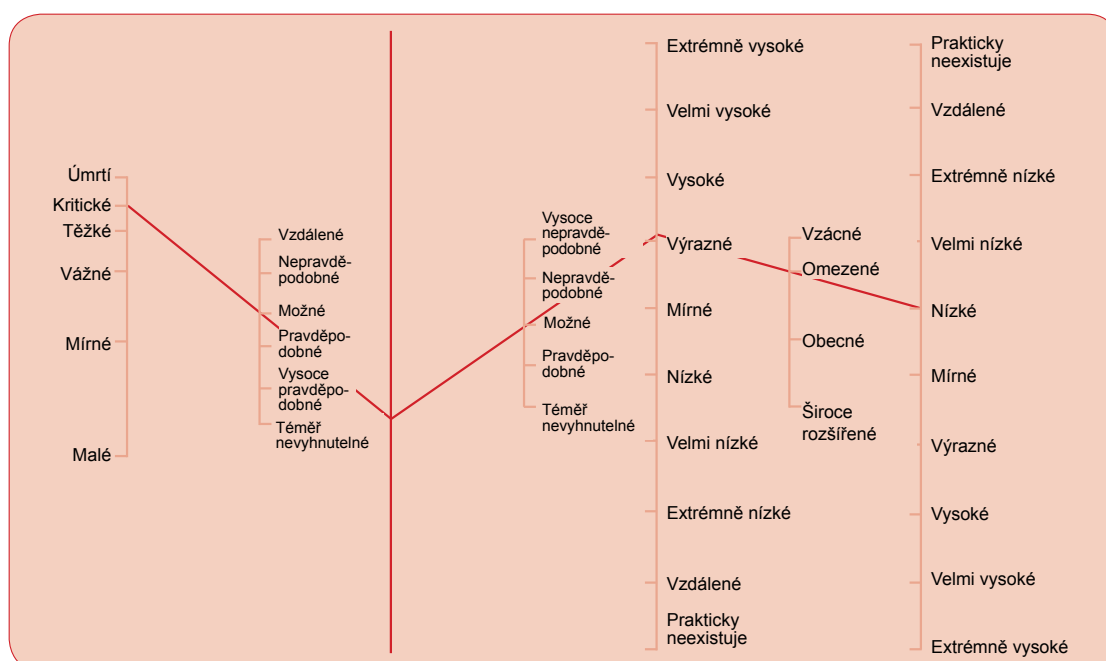 Úmrtí
Kritické
Těžké
Vážné
Mírné
Malé
Vzdálené
Nepravdě-
podobné
Možné
Pravděpo-
dobné
Vysoce
pravděpo-
dobné
Téměř
nevyhnutelné
Vysoce
nepravdě-
podobné
Nepravdě-
podobné
Možné
Pravděpo-
dobné
Téměř
nevyhnutelné
Extrémně vysoké
Velmi vysoké
Vysoké
Výrazné
Mírné
Nízké
Velmi nízké
Extrémně nízké
Vzdálené
Prakticky
neexistuje
Vzácné
Omezené
Obecné
Široce
rozšířené
Prakticky
neexistuje
Vzdálené
Extrémně nízké
Velmi nízké
Nízké
Mírné
Výrazné
Vysoké
Velmi vysoké
Extrémně vysoké